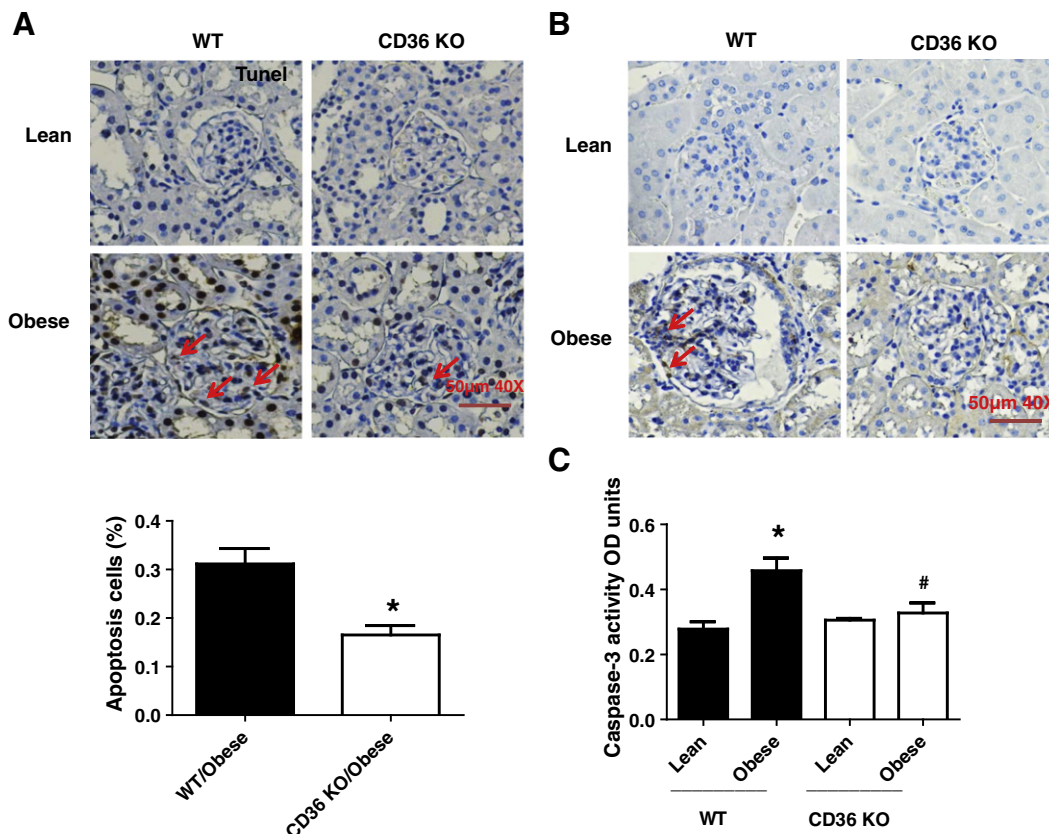 A
WT
CD36 KO
Tunel
Lean
Obese
50µm 40X
Apoptosis cells (%)
0.4
0.3
0.2
0.1
0.0
*
WT/Obese
CD36 KO/Obese
B
WT
CD36 KO
Lean
Obese
50µm 40X
C
Caspase-3 activity OD units
0.6
0.4
0.2
0.0
*
#
Lean
Obese
Lean
Obese
WT
CD36 KO